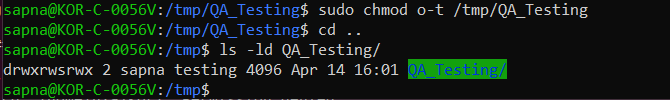 sapna@KOR-C-0056V:/tmp/QA_Testing$ sudo chmod o-t /tmp/QA_Testing
sapna@KOR-C-0056V:/tmp/QA_Testing$ cd ..
sapna@KOR-C-0056V:/tmp$ ls -ld QA_Testing/
drwxrwsrwx 2 sapna testing 4096 Apr 14 16:01 QA_Testing/
sapna@KOR-C-0056V:/tmp$